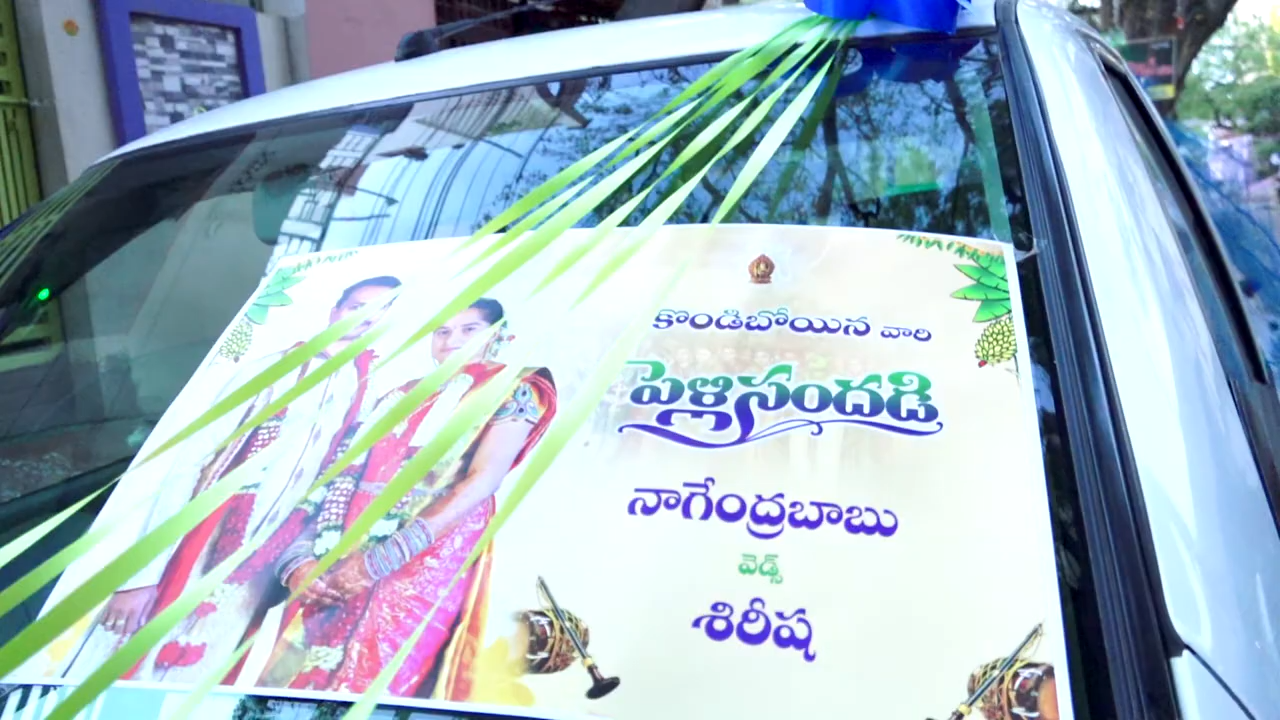 కొండిబోయిన వారి
పెళ్లిసందడి
నాగేంద్రబాబు
వెడ్స్
శిరీష